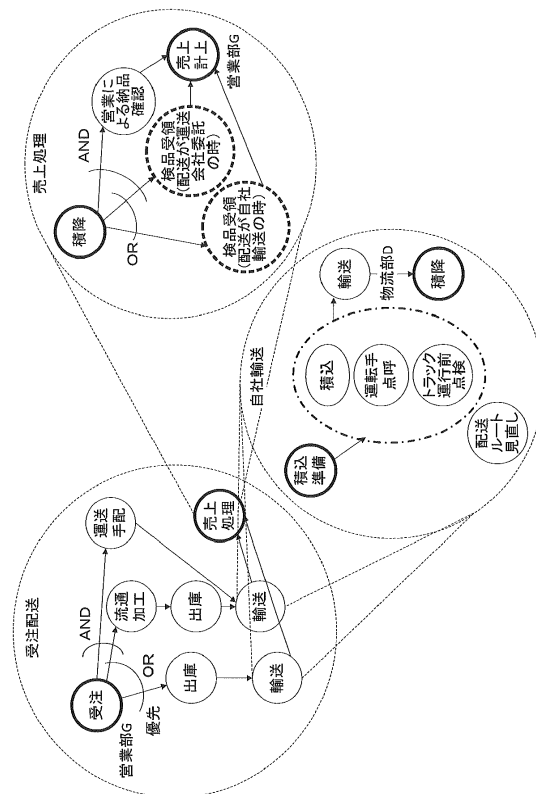 受注配送
受注
営業部G
AND
OR
優先
運送
手配
流通
加工
出庫
出庫
輸送
輸送
売上
処理
売上処理
積降
AND
OR
営業に
よる納品
確認
検品受領
(配送が運送
会社委託
の時)
検品受領
(配送が自社
輸送の時)
売上
計上
営業部G
自社輸送
積込
準備
積込
運転手
点呼
トラック
運行前
点検
配送
ルート
見直し
輸送
物流部D
積降